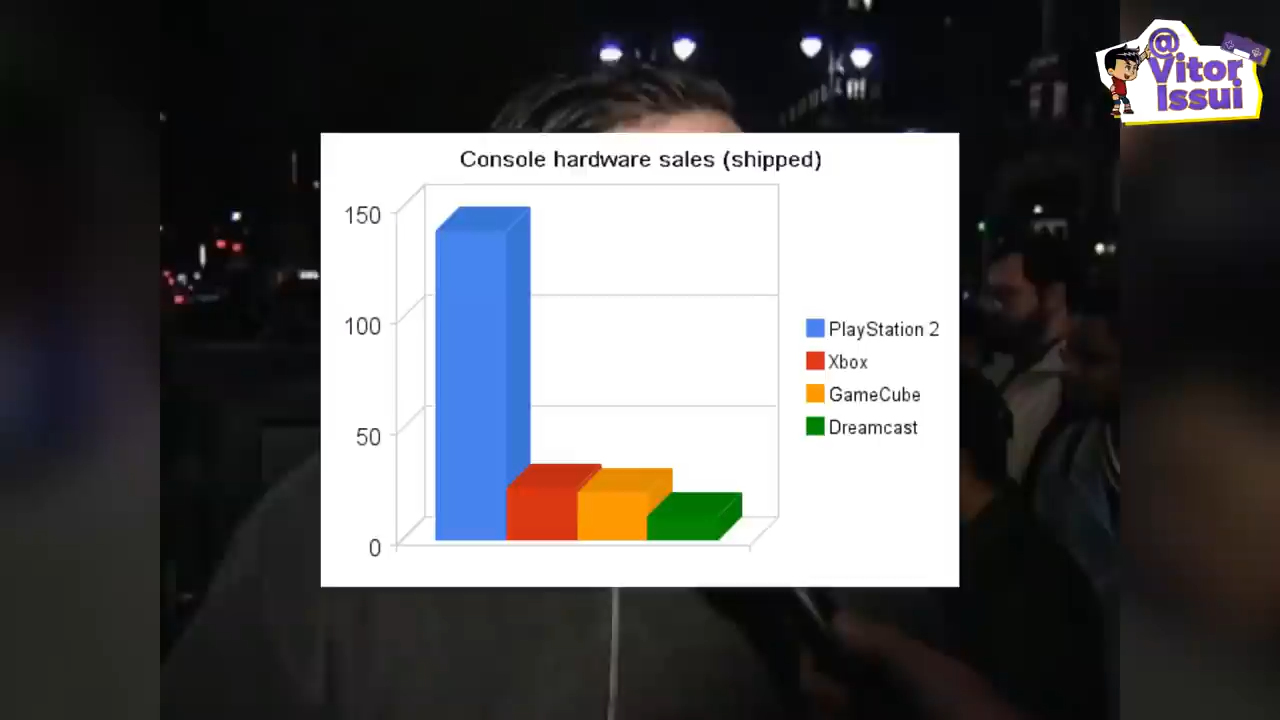 @
Vitor
Issui
Console hardware sales (shipped)
150
100
50
0
PlayStation 2
Xbox
GameCube
Dreamcast